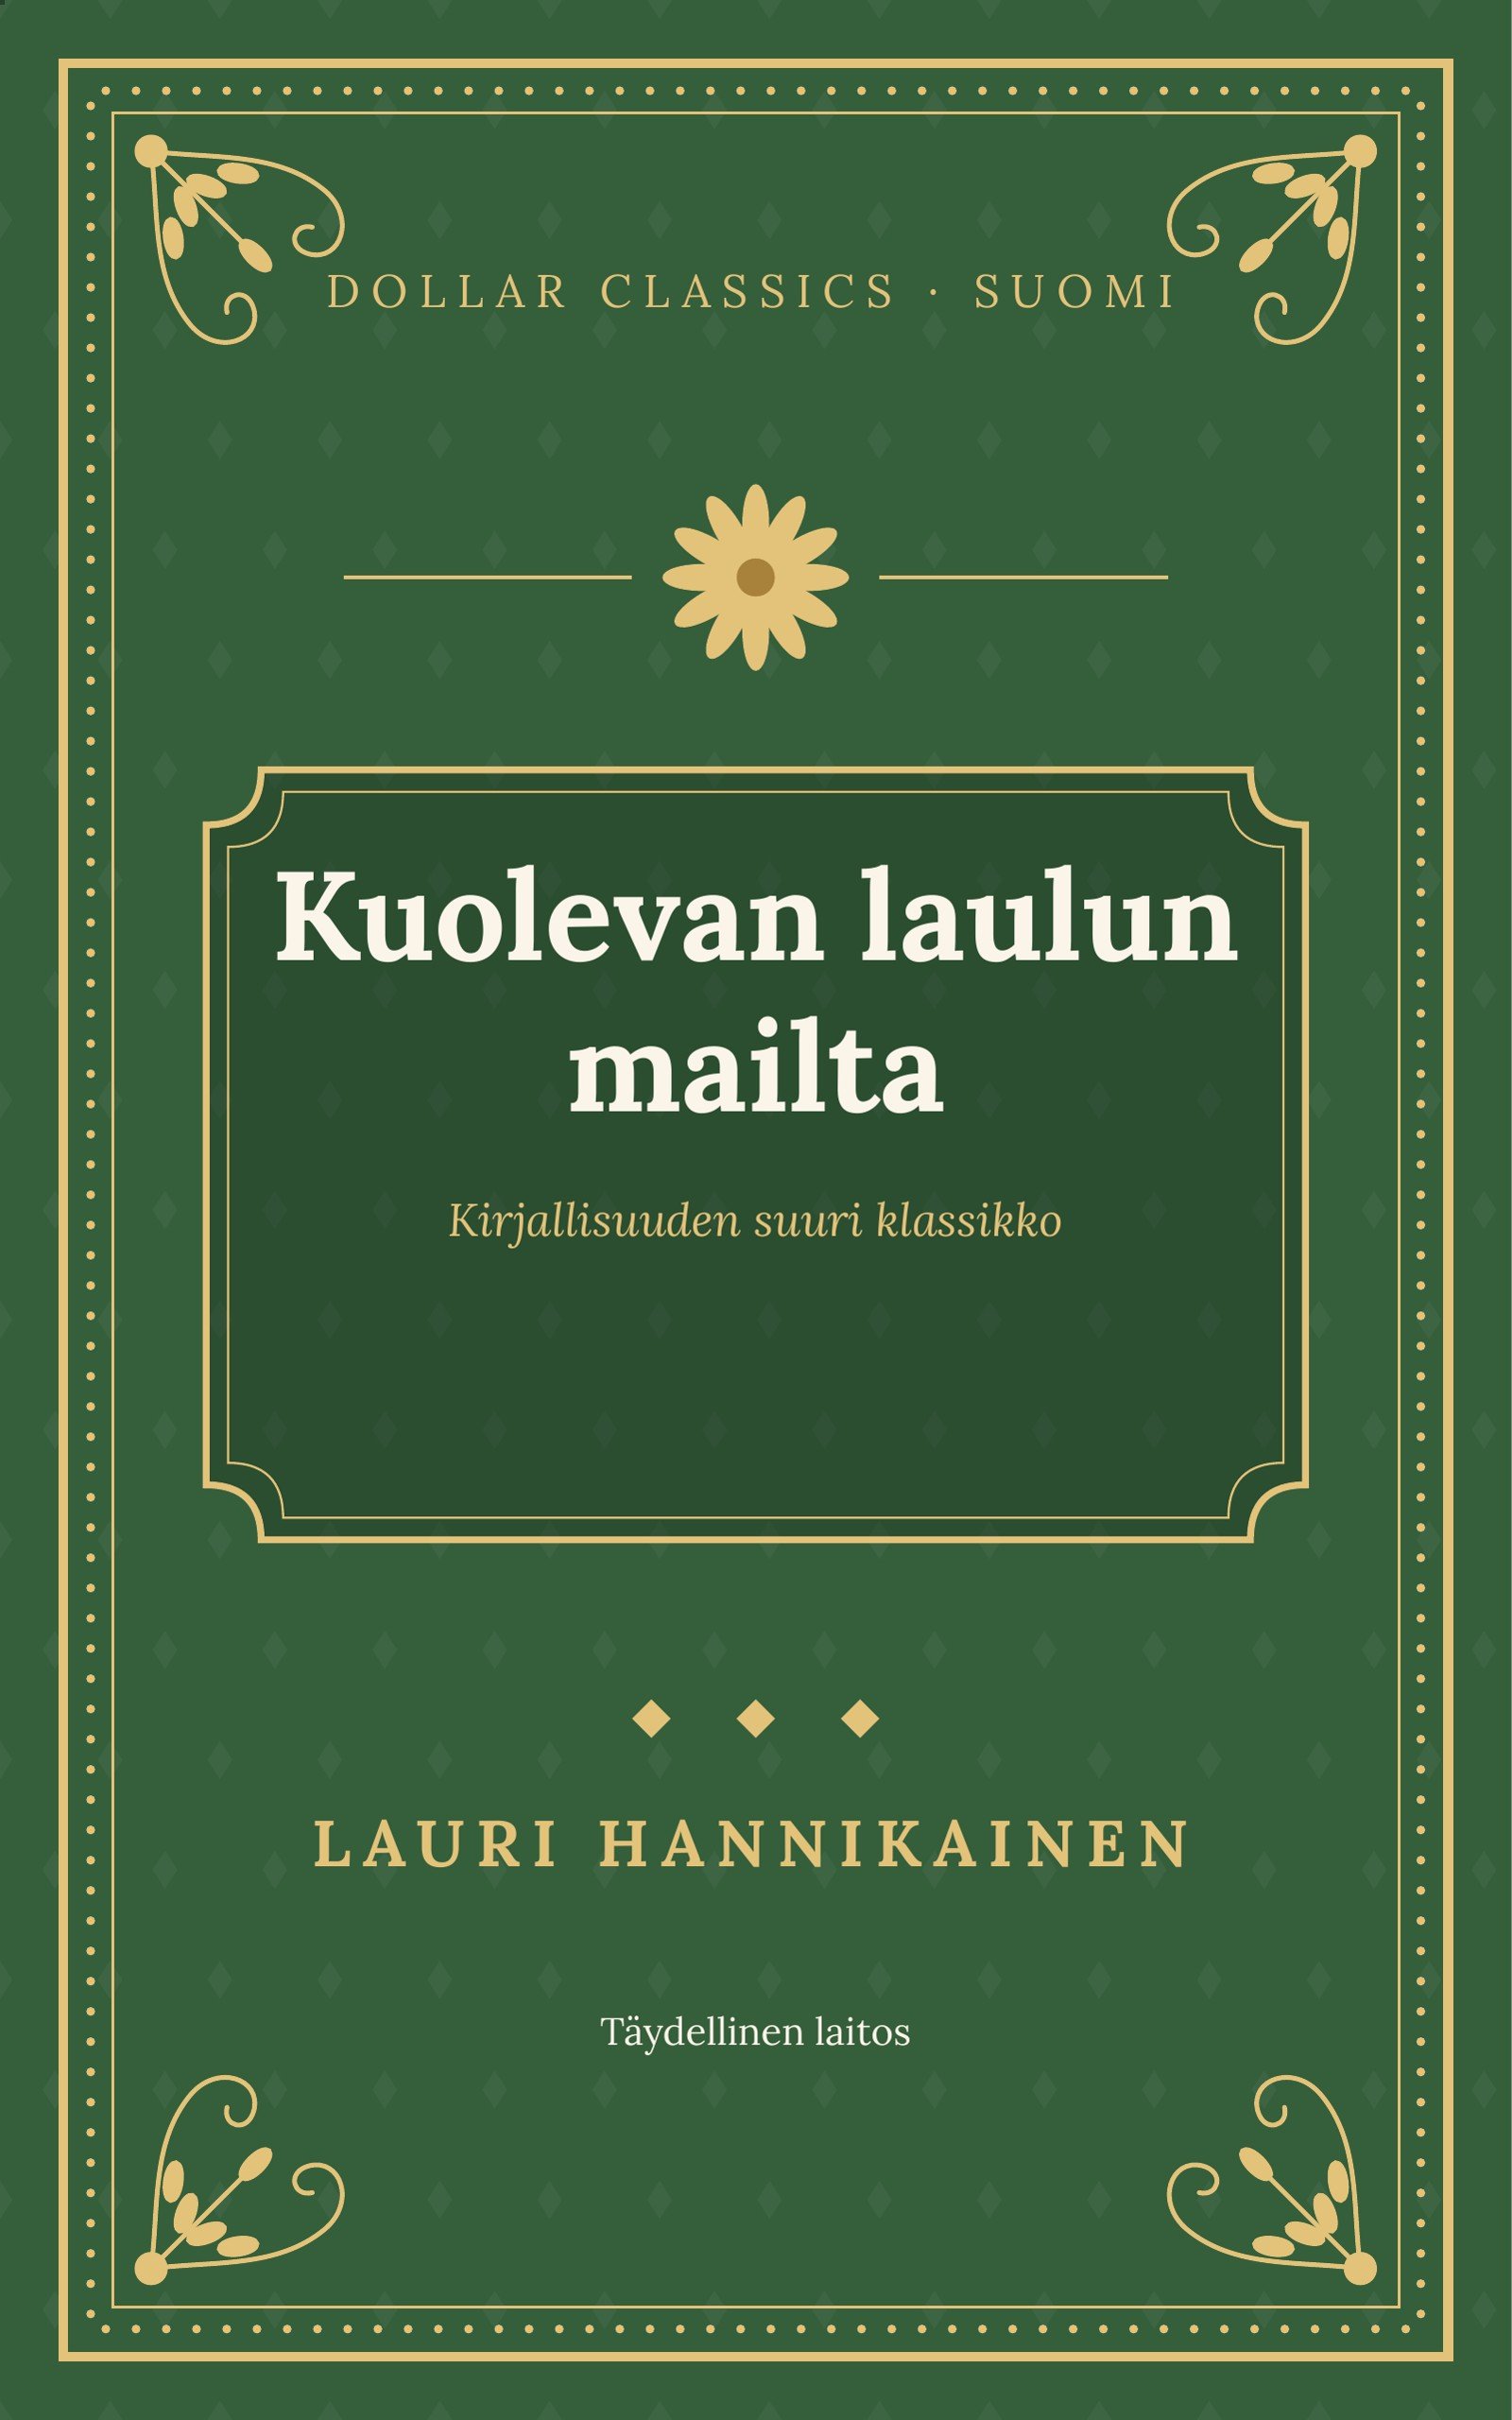 DOLLAR CLASSICS · SUOMI
Kuolevan laulun
mailta
Kirjallisuuden suuri klassikko
LAURI HANNIKAINEN
Täydellinen laitos